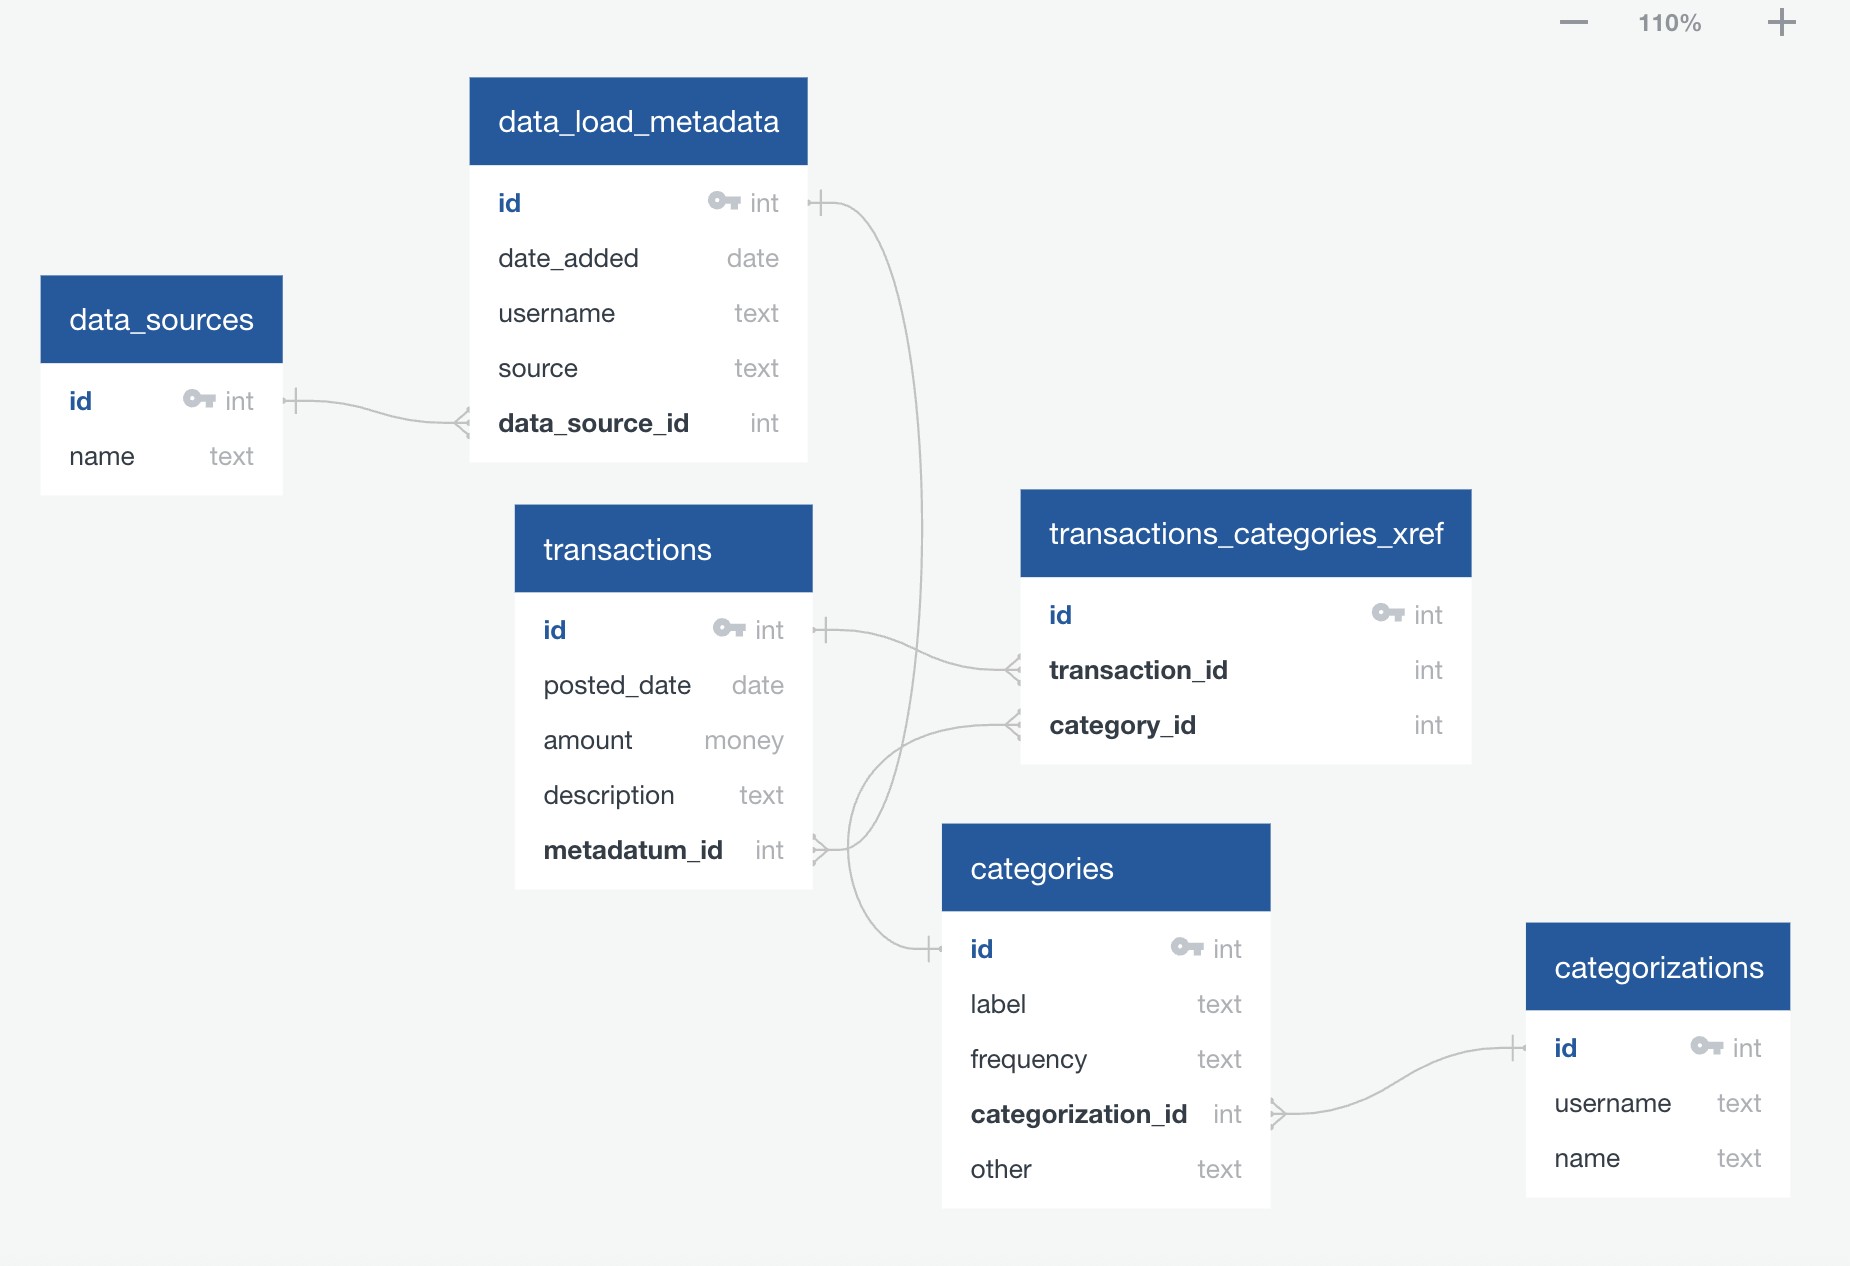 110%
data_load_metadata
id int
date_added date
username text
source text
data_source_id int
data_sources
id int
name text
transactions
id int
posted_date date
amount money
description text
metadatum_id int
transactions_categories_xref
id int
transaction_id int
category_id int
categories
id int
label text
frequency text
categorization_id int
other text
categorizations
id int
username text
name text